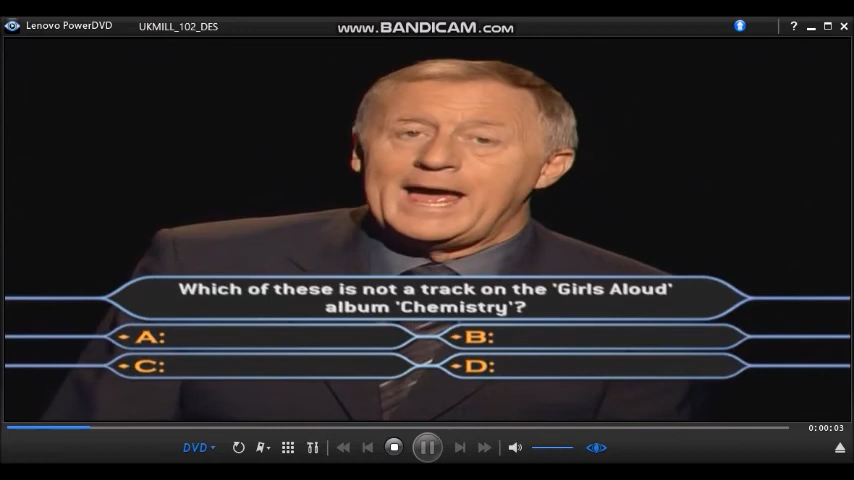 Lenovo PowerDVD
UKMILL_102_DES
www.BANDICAM.com
?
Which of these is not a track on the 'Girls Aloud'
album 'Chemistry'?
A:
B:
C:
D:
0:00:03
DVD